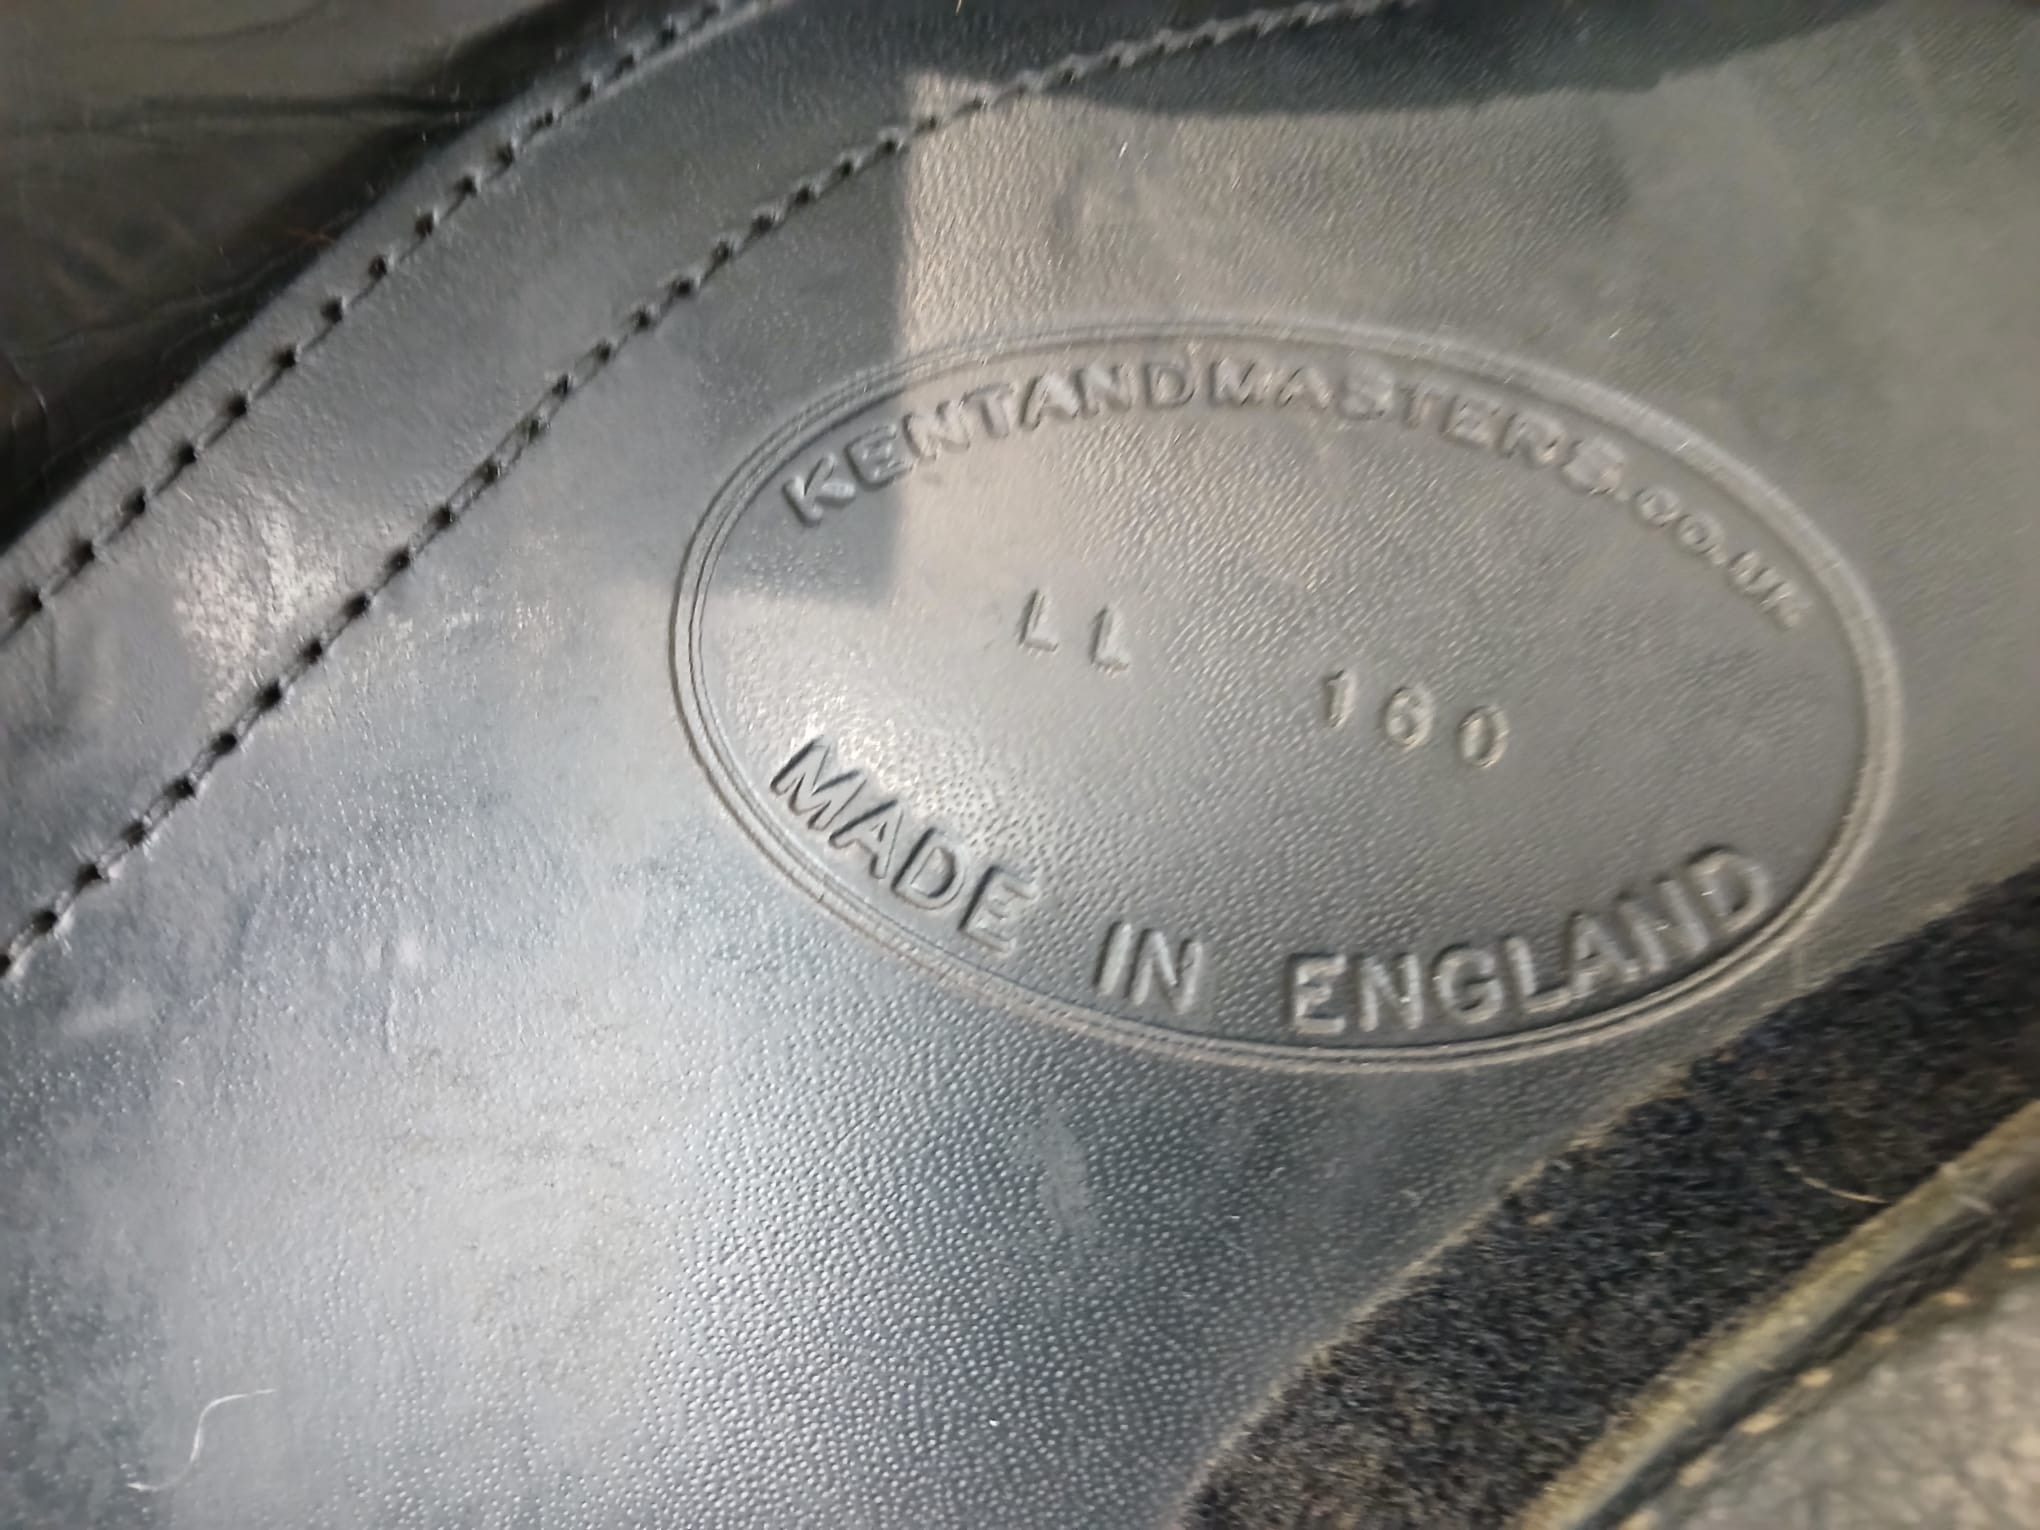 KENTANDMASTERS.CO.UK
LL 160
MADE IN ENGLAND